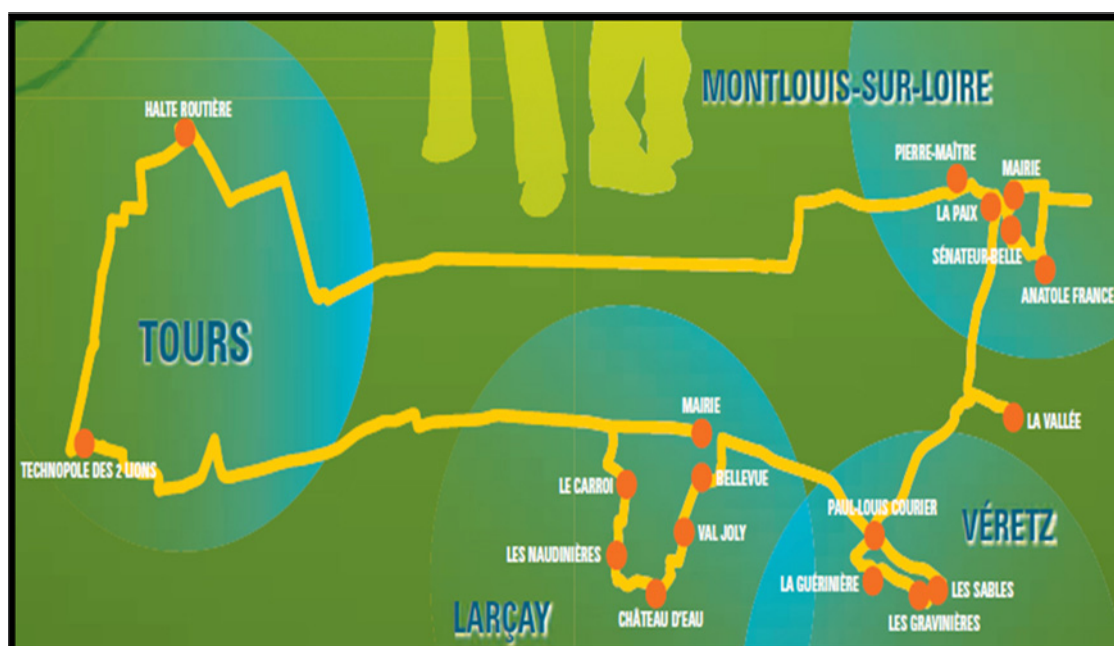 MONTLOUIS-SUR-LOIRE
HALTE ROUTIÈRE
PIERRE-MAÎTRE
MAIRIE
LA PAIX
SÉNATEUR-BELLE
ANATOLE FRANCE
TOURS
MAIRIE
LA VALLÉE
TECHNOPOLE DES 2 LIONS
LE CARROI
BELLEVUE
PAUL-LOUIS COURIER
VÉRETZ
VAL JOLY
LES NAUDINIÈRES
LA GUÉRINIÈRE
LES SABLES
LARÇAY
CHÂTEAU D'EAU
LES GRAVINIÈRES